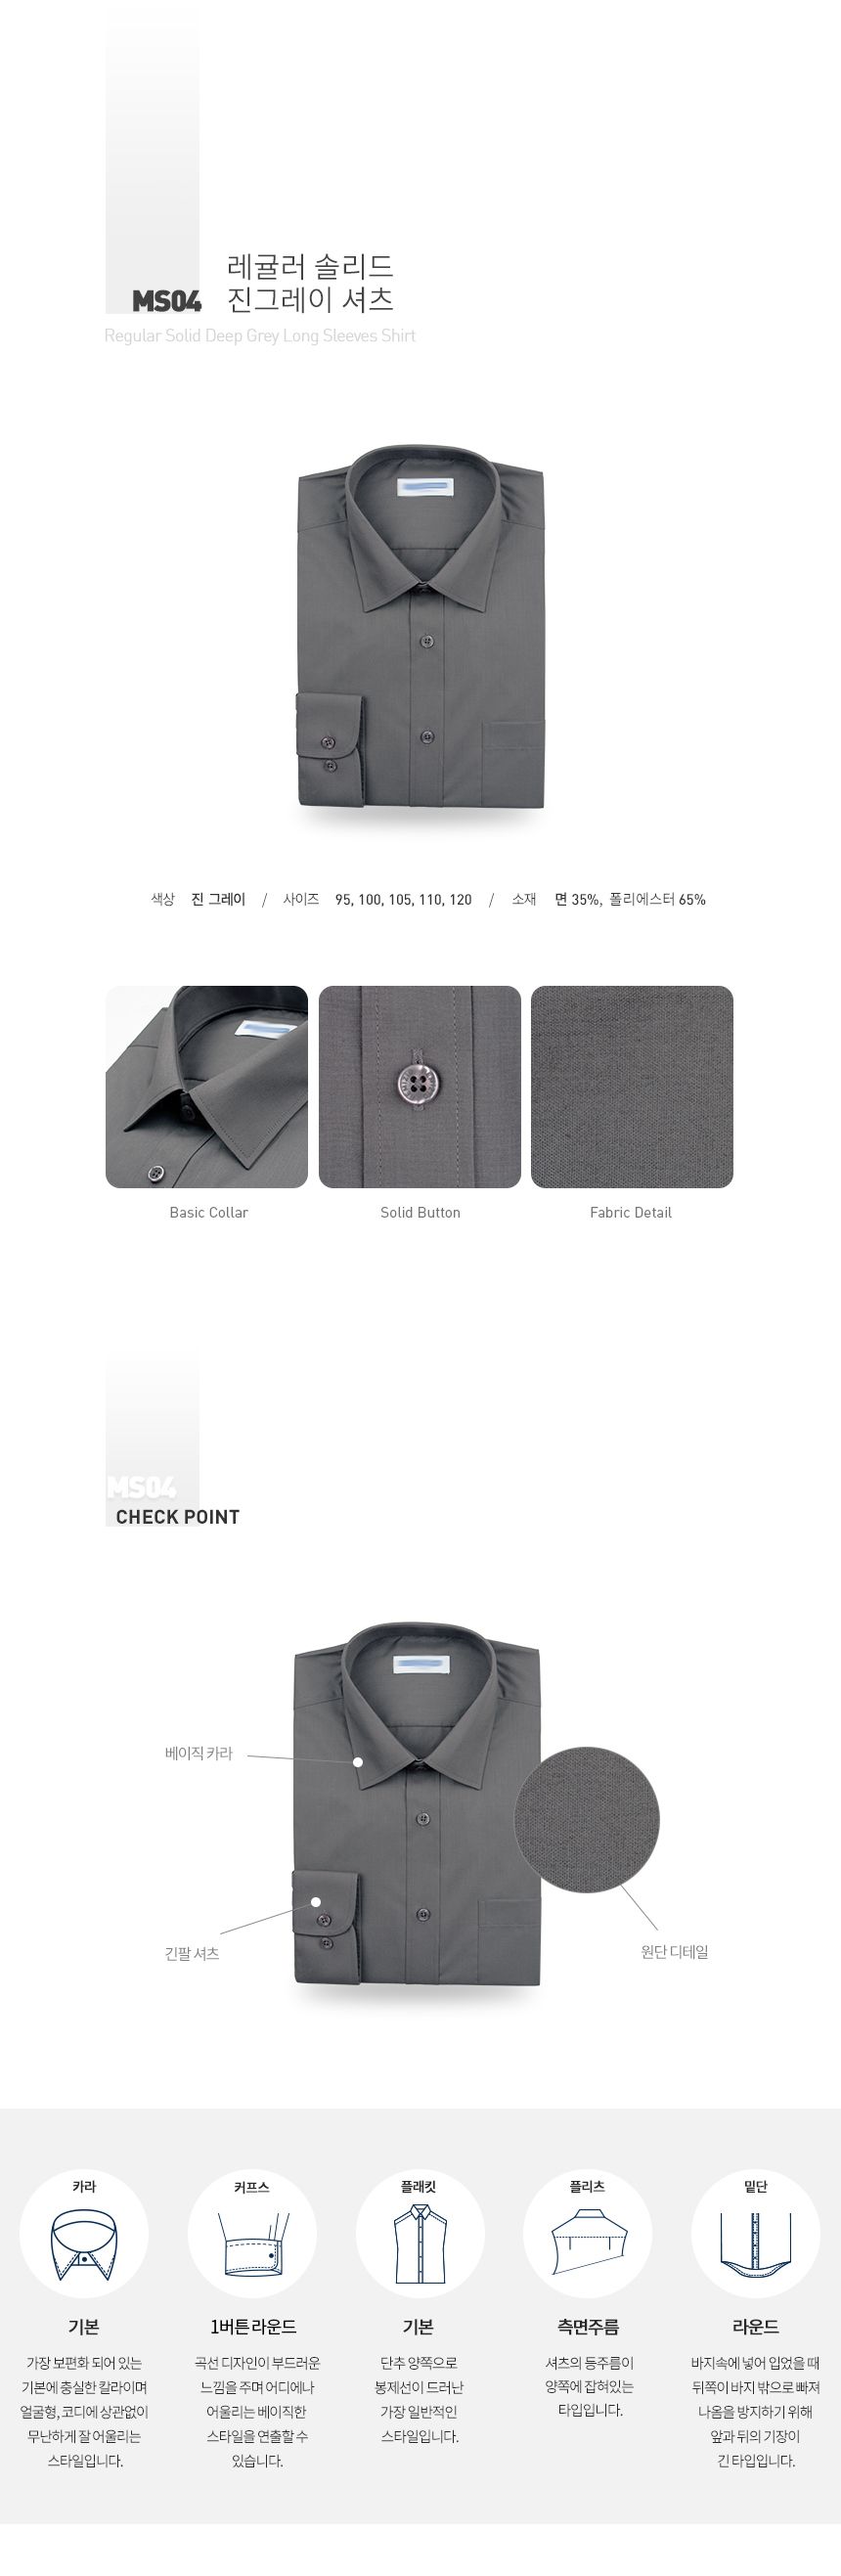 레귤러 솔리드
MS04 진그레이 셔츠
Regular Solid Deep Grey Long Sleeves Shirt
색상 진 그레이 / 사이즈 95, 100, 105, 110, 120 / 소재 면 35%, 폴리에스터 65%
Basic Collar Solid Button Fabric Detail
MS04
CHECK POINT
베이직 카라
긴팔 셔츠
원단 디테일
카라
기본
가장 보편화 되어 있는
기본에 충실한 칼라이며
얼굴형, 코디에 상관없이
무난하게 잘 어울리는
스타일입니다.
커프스
1버튼 라운드
곡선 디자인이 부드러운
느낌을 주며 어디에나
어울리는 베이직한
스타일을 연출할 수
있습니다.
플래킷
기본
단추 양쪽으로
봉제선이 드러난
가장 일반적인
스타일입니다.
플리츠
측면주름
셔츠의 등주름이
양쪽에 잡혀있는
타입입니다.
밑단
라운드
바지속에 넣어 입었을 때
뒤쪽이 바지 밖으로 빠져
나옴을 방지하기 위해
앞과 뒤의 기장이
긴 타입입니다.